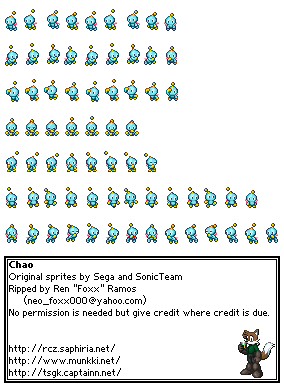 Chao
Original sprites by Sega and SonicTeam
Ripped by Ren "Foxx" Ramos
(neo_foxx000@yahoo.com)
No permission is needed but give credit where credit is due.
http://rcz.saphiria.net/
http://www.munkki.net/
http://tsgk.captainn.net/